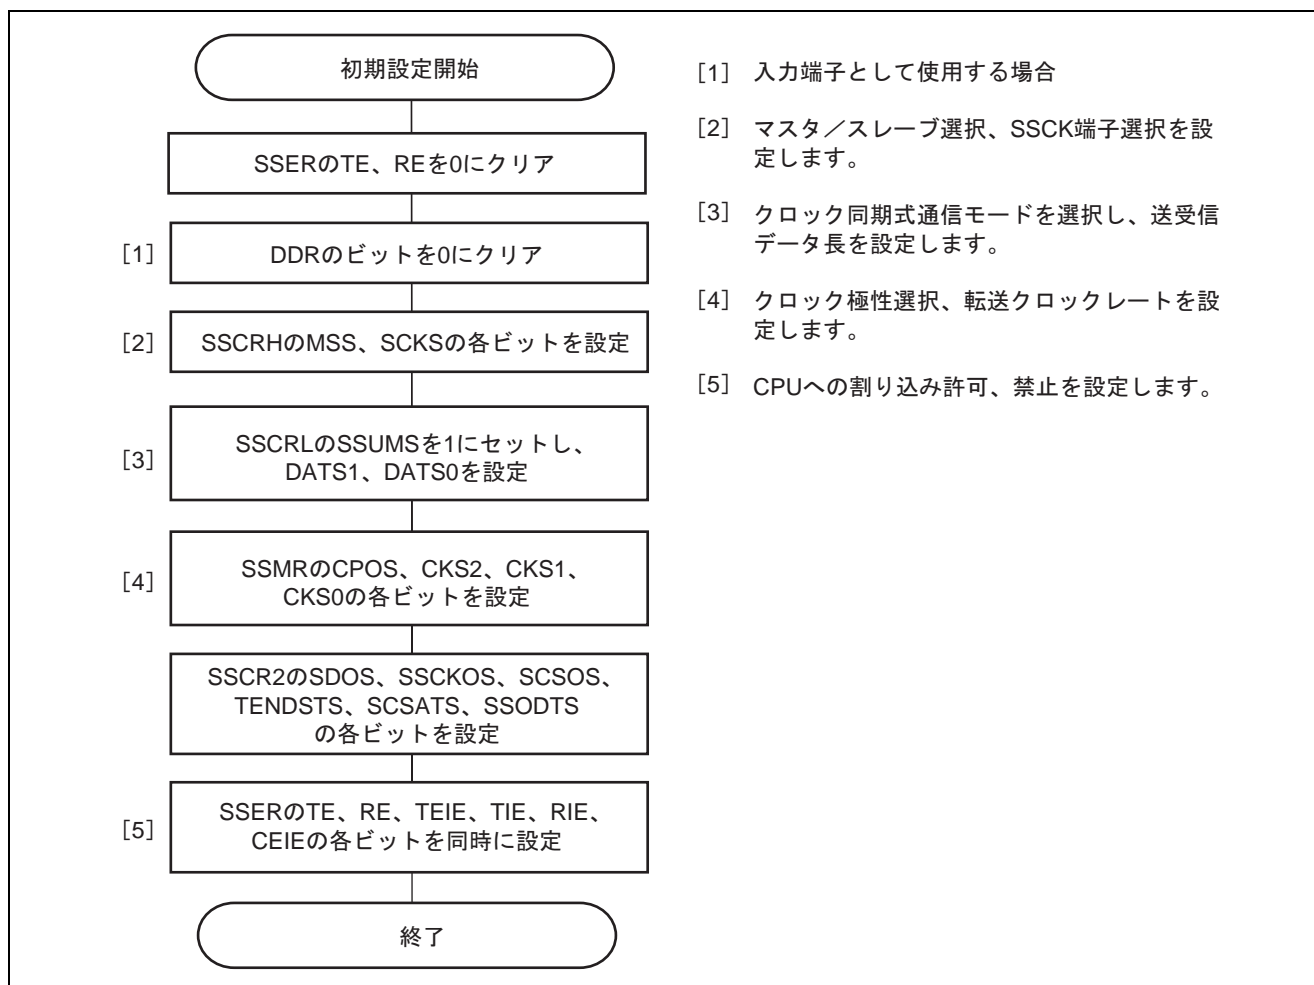 初期設定開始
SSERのTE、REを0にクリア
[1] DDRのビットを0にクリア
[2] SSCRHのMSS、SCKSの各ビットを設定
[3] SSCRLのSSUMSを1にセットし、
DATS1、DATS0を設定
[4] SSMRのCPOS、CKS2、CKS1、
CKS0の各ビットを設定
SSCR2のSDOS、SSCKOS、SCSOS、
TENDSTS、SCSATS、SSODTS
の各ビットを設定
[5] SSERのTE、RE、TEIE、TIE、RIE、
CEIEの各ビットを同時に設定
終了
[1] 入力端子として使用する場合
[2] マスタ／スレーブ選択、SSCK端子選択を設
定します。
[3] クロック同期式通信モードを選択し、送受信
データ長を設定します。
[4] クロック極性選択、転送クロックレートを設
定します。
[5] CPUへの割り込み許可、禁止を設定します。